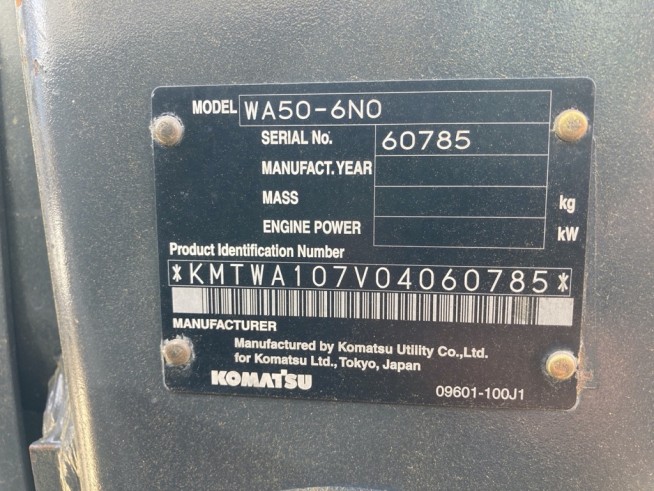 MODEL WA50-6N0
SERIAL No. 60785
MANUFACT. YEAR
MASS kg
ENGINE POWER kW
Product Identification Number
*KMTWA107V04060785*
MANUFACTURER
Manufactured by Komatsu Utility Co.,Ltd.
for Komatsu Ltd., Tokyo, Japan
KOMATSU
09601-100J1